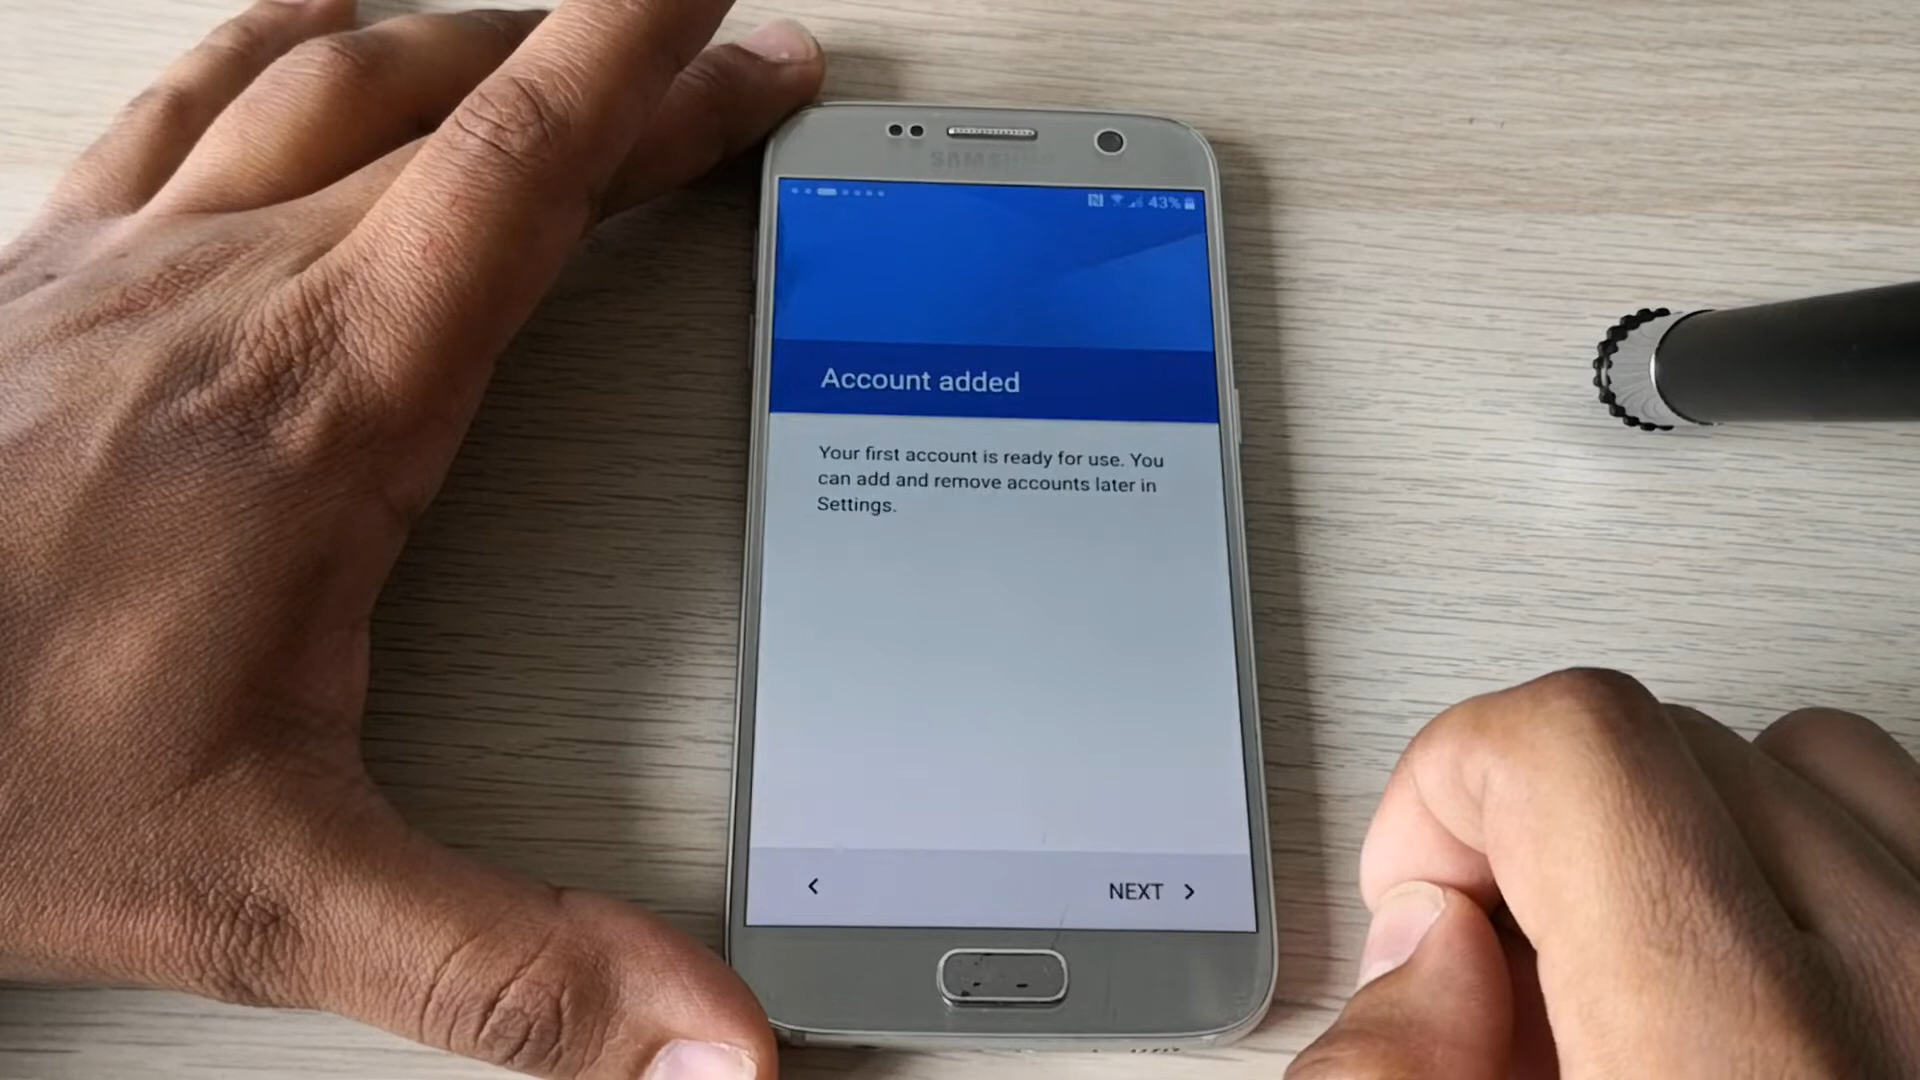 SAMSUNG
43%
Account added
Your first account is ready for use. You
can add and remove accounts later in
Settings.
NEXT